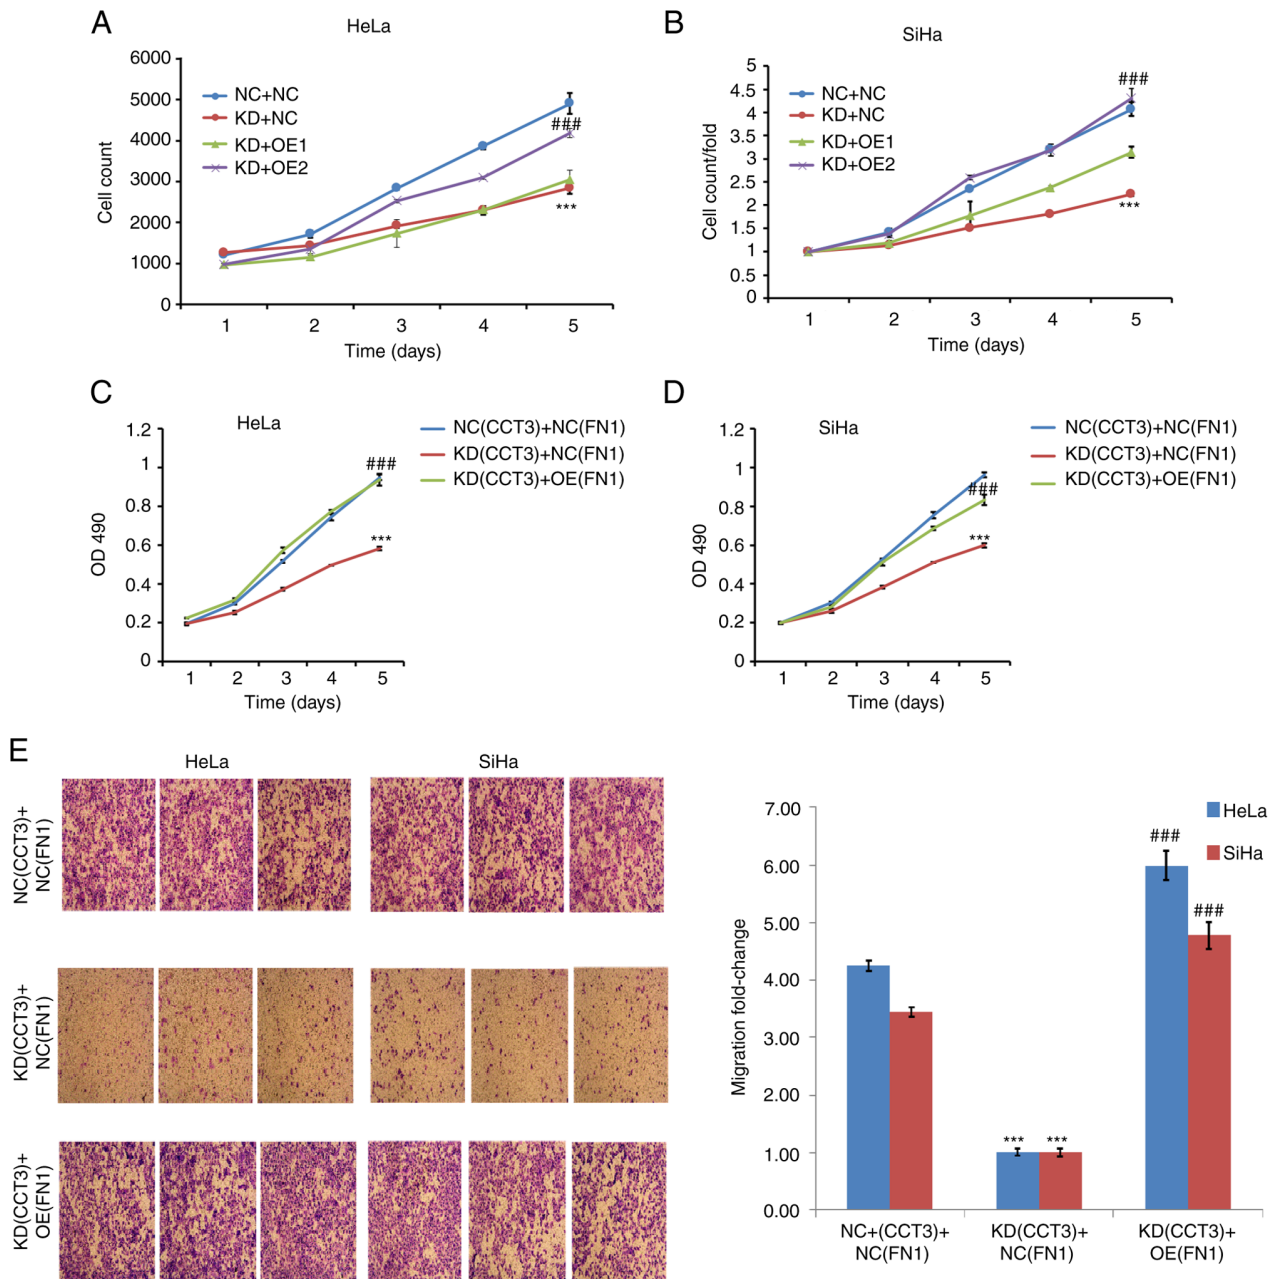 A
HeLa
6000
5000
4000
3000
2000
1000
0
Cell count
NC+NC
KD+NC
KD+OE1
KD+OE2
###
***
1 2 3 4 5
Time (days)
B
SiHa
5
4.5
4
3.5
3
2.5
2
1.5
1
0.5
0
Cell count/fold
NC+NC
KD+NC
KD+OE1
KD+OE2
###
***
1 2 3 4 5
Time (days)
C
HeLa
1.2
1
0.8
0.6
0.4
0.2
0
OD 490
NC(CCT3)+NC(FN1)
KD(CCT3)+NC(FN1)
KD(CCT3)+OE(FN1)
###
***
1 2 3 4 5
Time (days)
D
SiHa
1.2
1
0.8
0.6
0.4
0.2
0
OD 490
NC(CCT3)+NC(FN1)
KD(CCT3)+NC(FN1)
KD(CCT3)+OE(FN1)
###
***
1 2 3 4 5
Time (days)
E
HeLa
SiHa
NC(CCT3)+
NC(FN1)
KD(CCT3)+
NC(FN1)
KD(CCT3)+
OE(FN1)
7.00
6.00
5.00
4.00
3.00
2.00
1.00
0.00
Migration fold-change
HeLa
SiHa
###
###
*** ***
NC+(CCT3)+
NC(FN1)
KD(CCT3)+
NC(FN1)
KD(CCT3)+
OE(FN1)